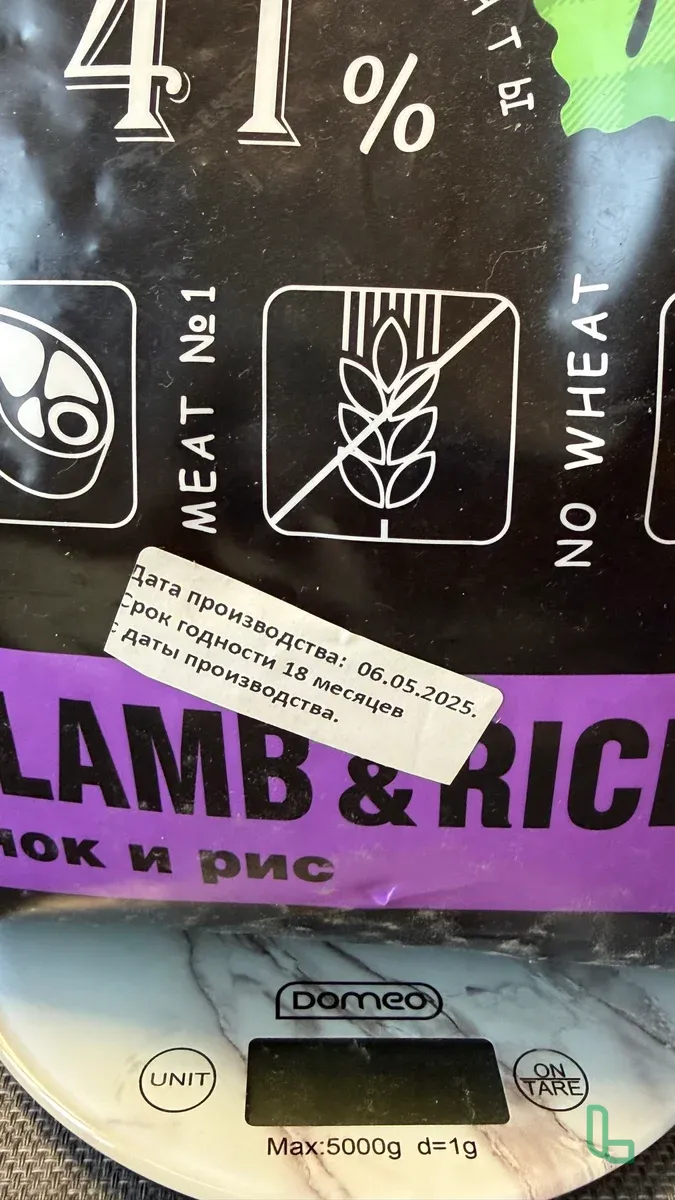 41%
MEAT №1
NO WHEAT
Дата производства: 06.05.2025.
Срок годности 18 месяцев
с даты производства.
LAMB & RIC
нок и рис
Domeo
UNIT
ON
TARE
Max:5000g d=1g